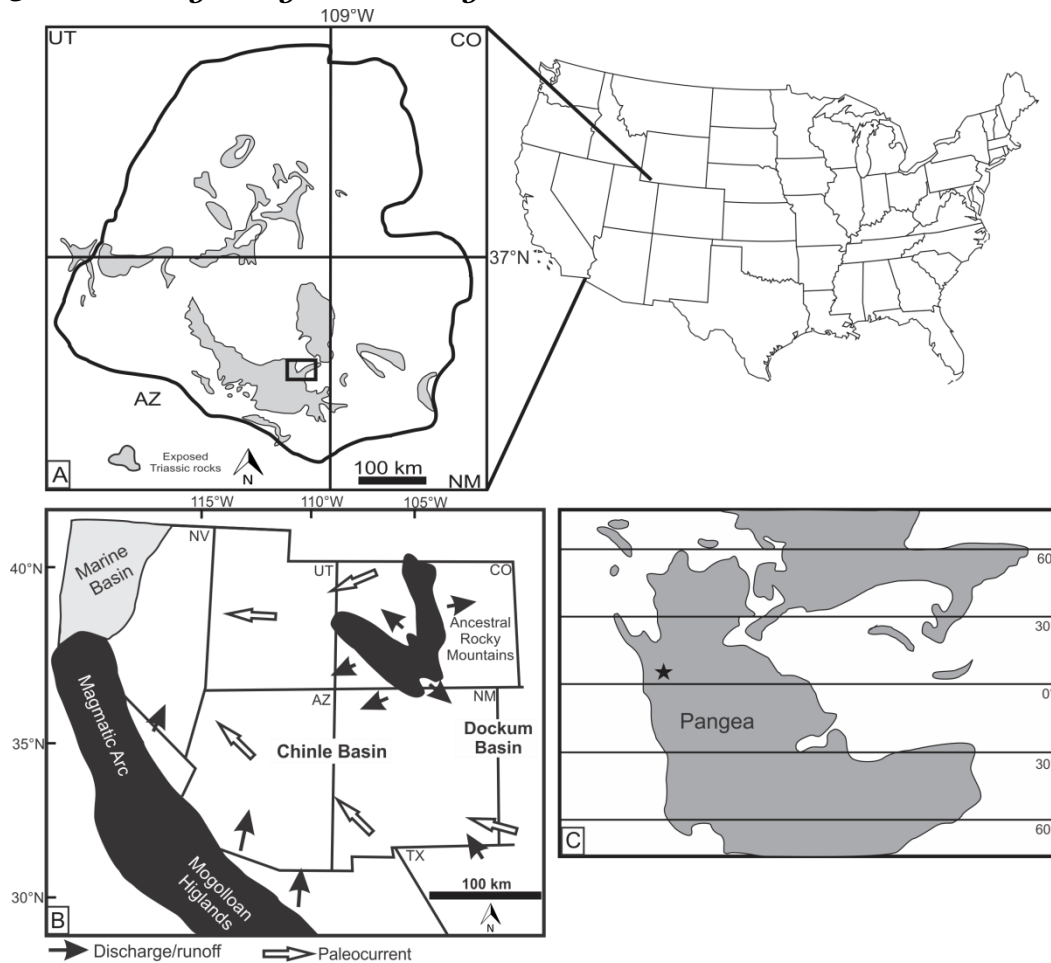 109°W
UT
CO
37°N
AZ
Exposed
Triassic rocks
N
100 km
A
NM
115°W
110°W
105°W
NV
40°N
Marine
Basin
UT
CO
Ancestral
Rocky
Mountains
AZ
NM
Magmatic Arc
Chinle Basin
Dockum
Basin
35°N
TX
Mogolloan
Higlands
100 km
30°N
B
N
Discharge/runoff
Paleocurrent
60
30
0°
Pangea
30
60
C